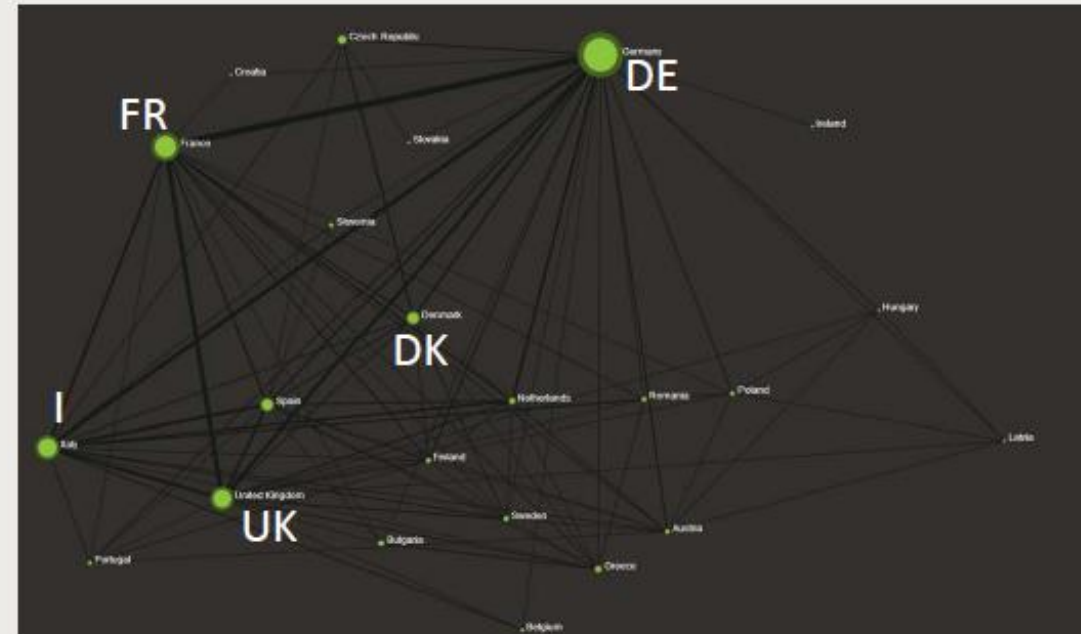 Czech Republic
Germany
DE
Croatia
FR
France
Ireland
Slovakia
Slovenia
Hungary
Denmark
DK
Poland
Romania
Netherlands
Spain
I
Italy
Latvia
Finland
United Kingdom
UK
Sweden
Austria
Bulgaria
Portugal
Greece
Belgium